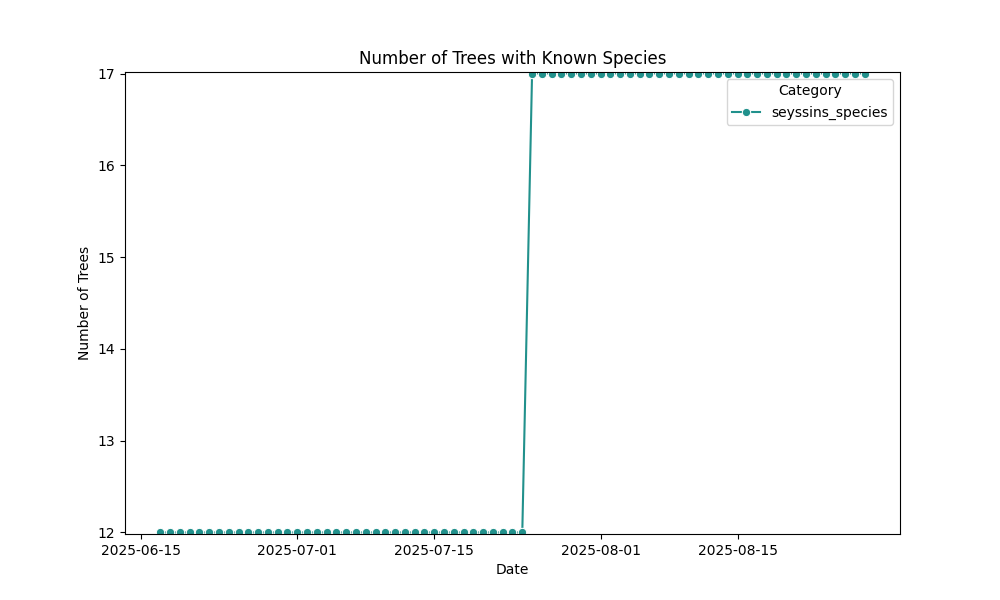 Number of Trees with Known Species
Number of Trees
17
16
15
14
13
12
Category
seyssins_species
2025-06-15
2025-07-01
2025-07-15
2025-08-01
2025-08-15
Date